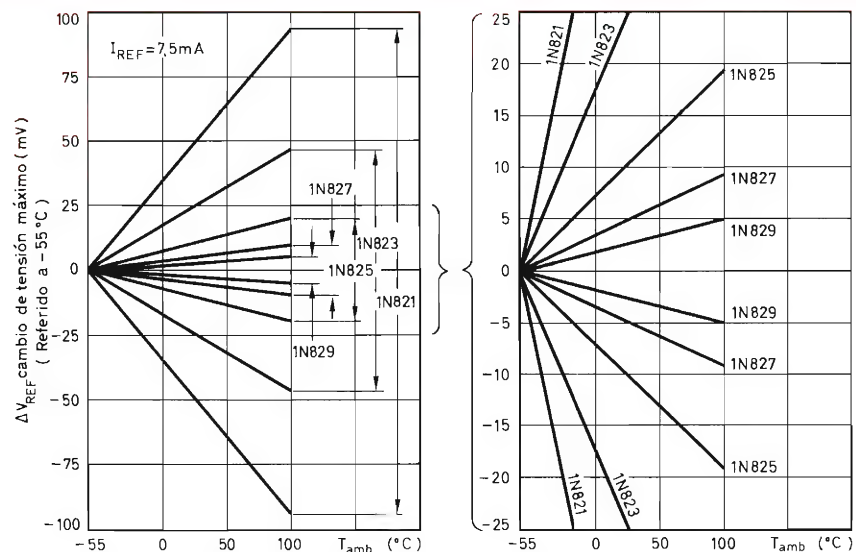 ΔV_REF cambio de tensión máximo (mV)
( Referido a -55 °C )
100
75
50
25
0
-25
-50
-75
-100
I_REF=7,5mA
1N827
1N823
1N825
1N821
1N829
-55
0
50
100
T_amb (°C)
25
20
15
10
5
0
-5
-10
-15
-20
-25
1N821
1N823
1N825
1N827
1N829
1N829
1N827
1N825
1N821
1N823
-55
0
50
100
T_amb. (°C)